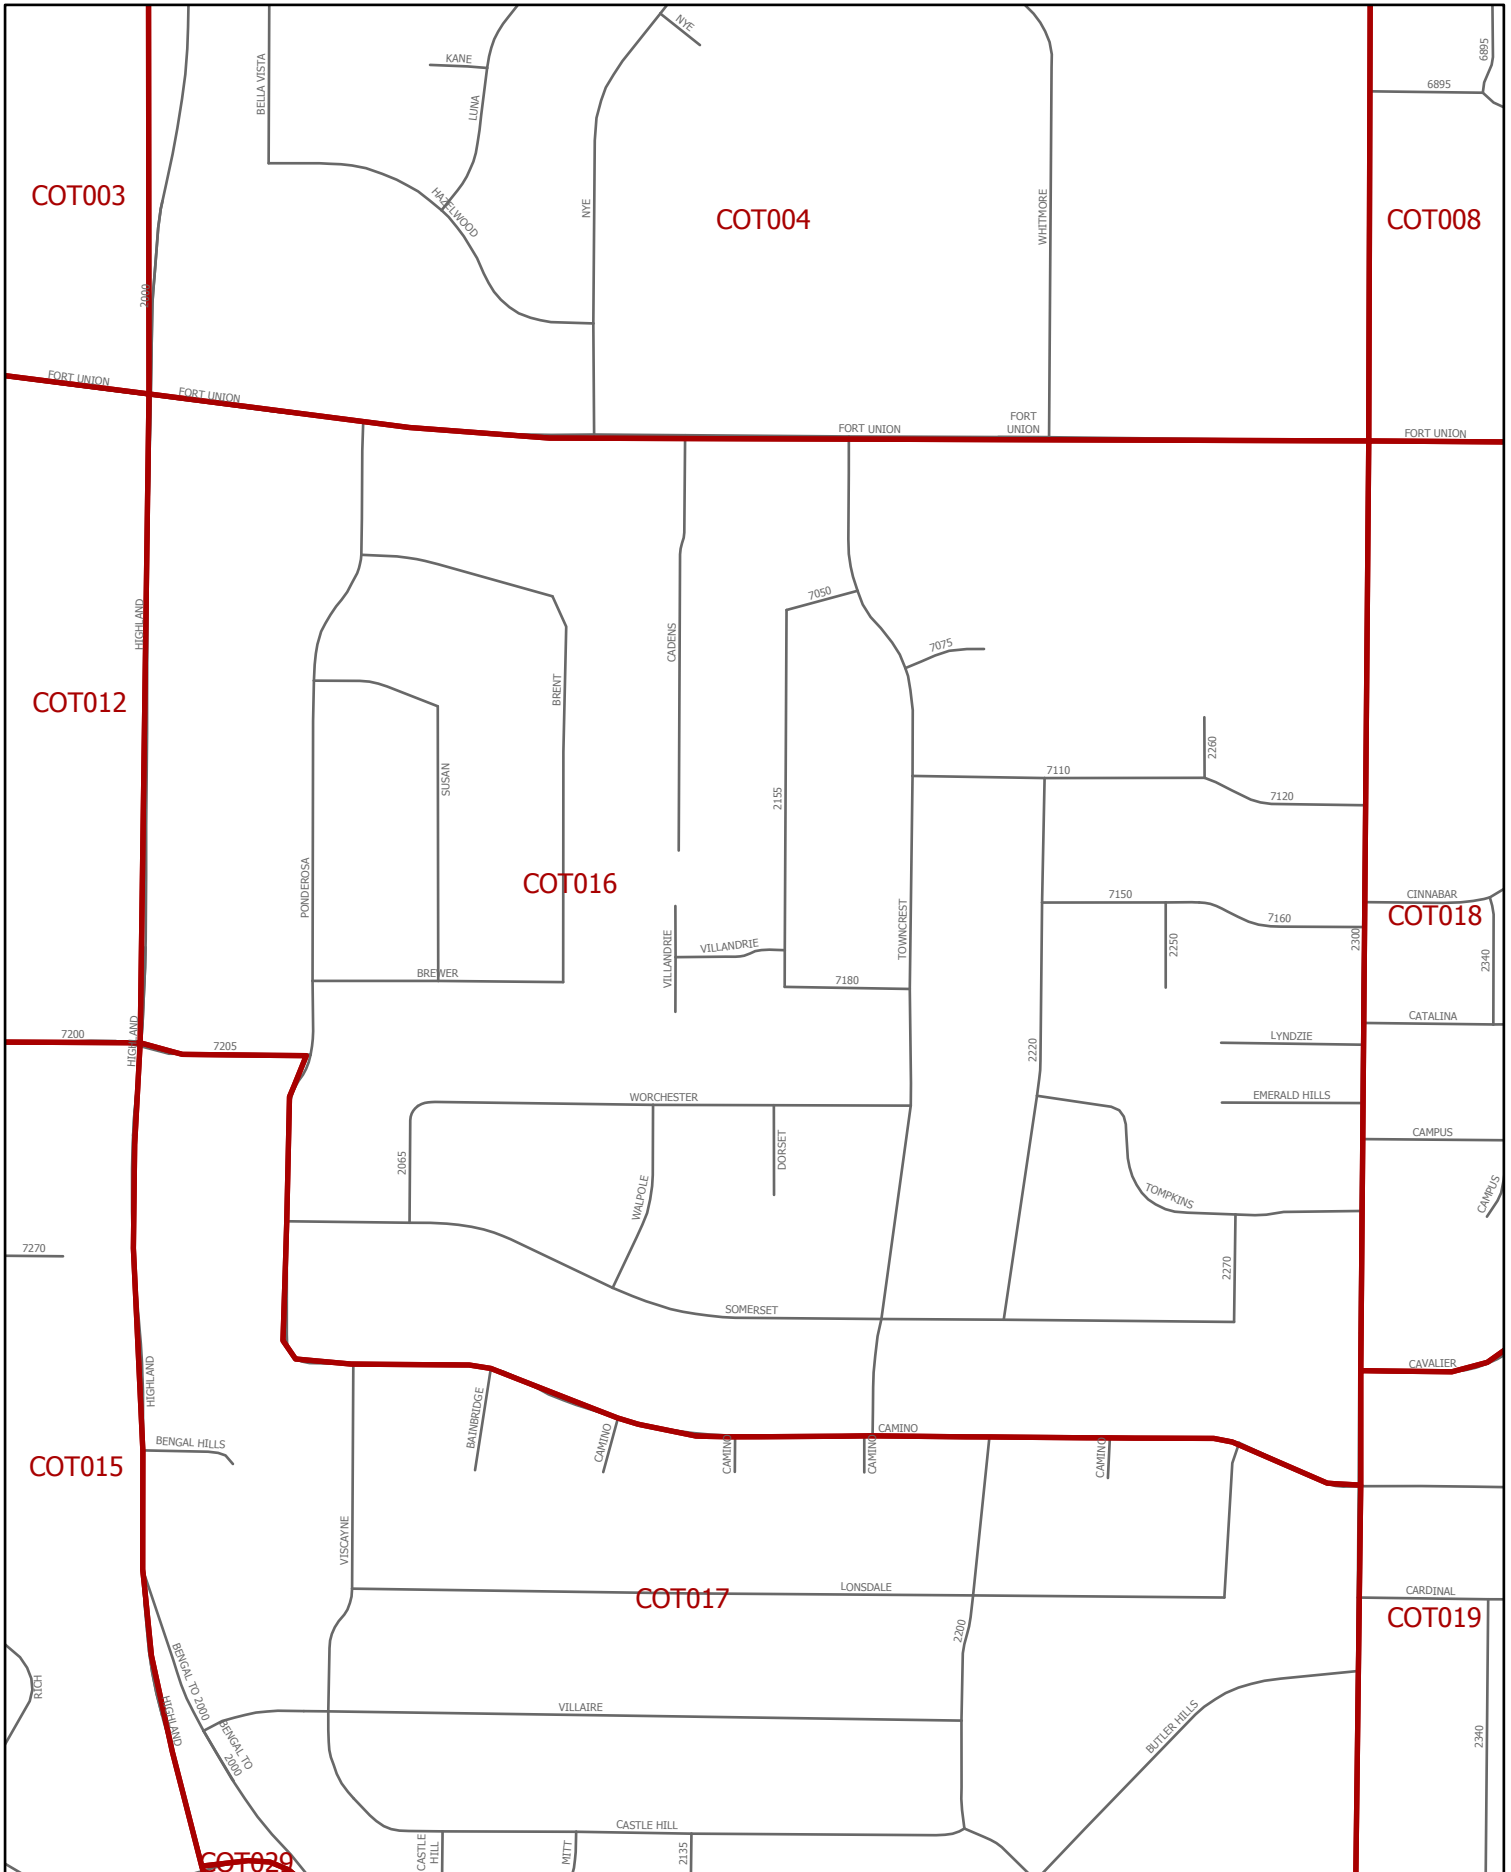 NYE
6895
KANE
BELLA VISTA
6895
LUNA
COT003
HAZELWOOD
NYE
COT004
WHITMORE
COT008
2000
FORT UNION
FORT UNION
FORT UNION
FORT
UNION
FORT UNION
7050
HIGHLAND
CADENS
7075
COT012
BRENT
2260
SUSAN
7110
2155
7120
PONDEROSA
COT016
7150
CINNABAR
COT018
7160
TOWNCREST
2300
VILLANDRIE
VILLANDRIE
2250
2340
BREWER
7180
CATALINA
7200
HIGHLAND
7205
2220
LYNDZIE
WORCHESTER
EMERALD HILLS
CAMPUS
2065
DORSET
WALPOLE
TOMPKINS
CAMPUS
7270
2270
SOMERSET
HIGHLAND
CAVALIER
BAINBRIDGE
CAMINO
CAMINO
CAMINO
CAMINO
CAMINO
BENGAL HILLS
COT015
VISCAYNE
LONSDALE
COT017
CARDINAL
COT019
2200
RICH
BENGAL TO 2000
HIGHLAND
VILLAIRE
BENGAL TO
2000
BUTLER HILLS
2340
CASTLE HILL
CASTLE
HILL
MITT
2135
COT029